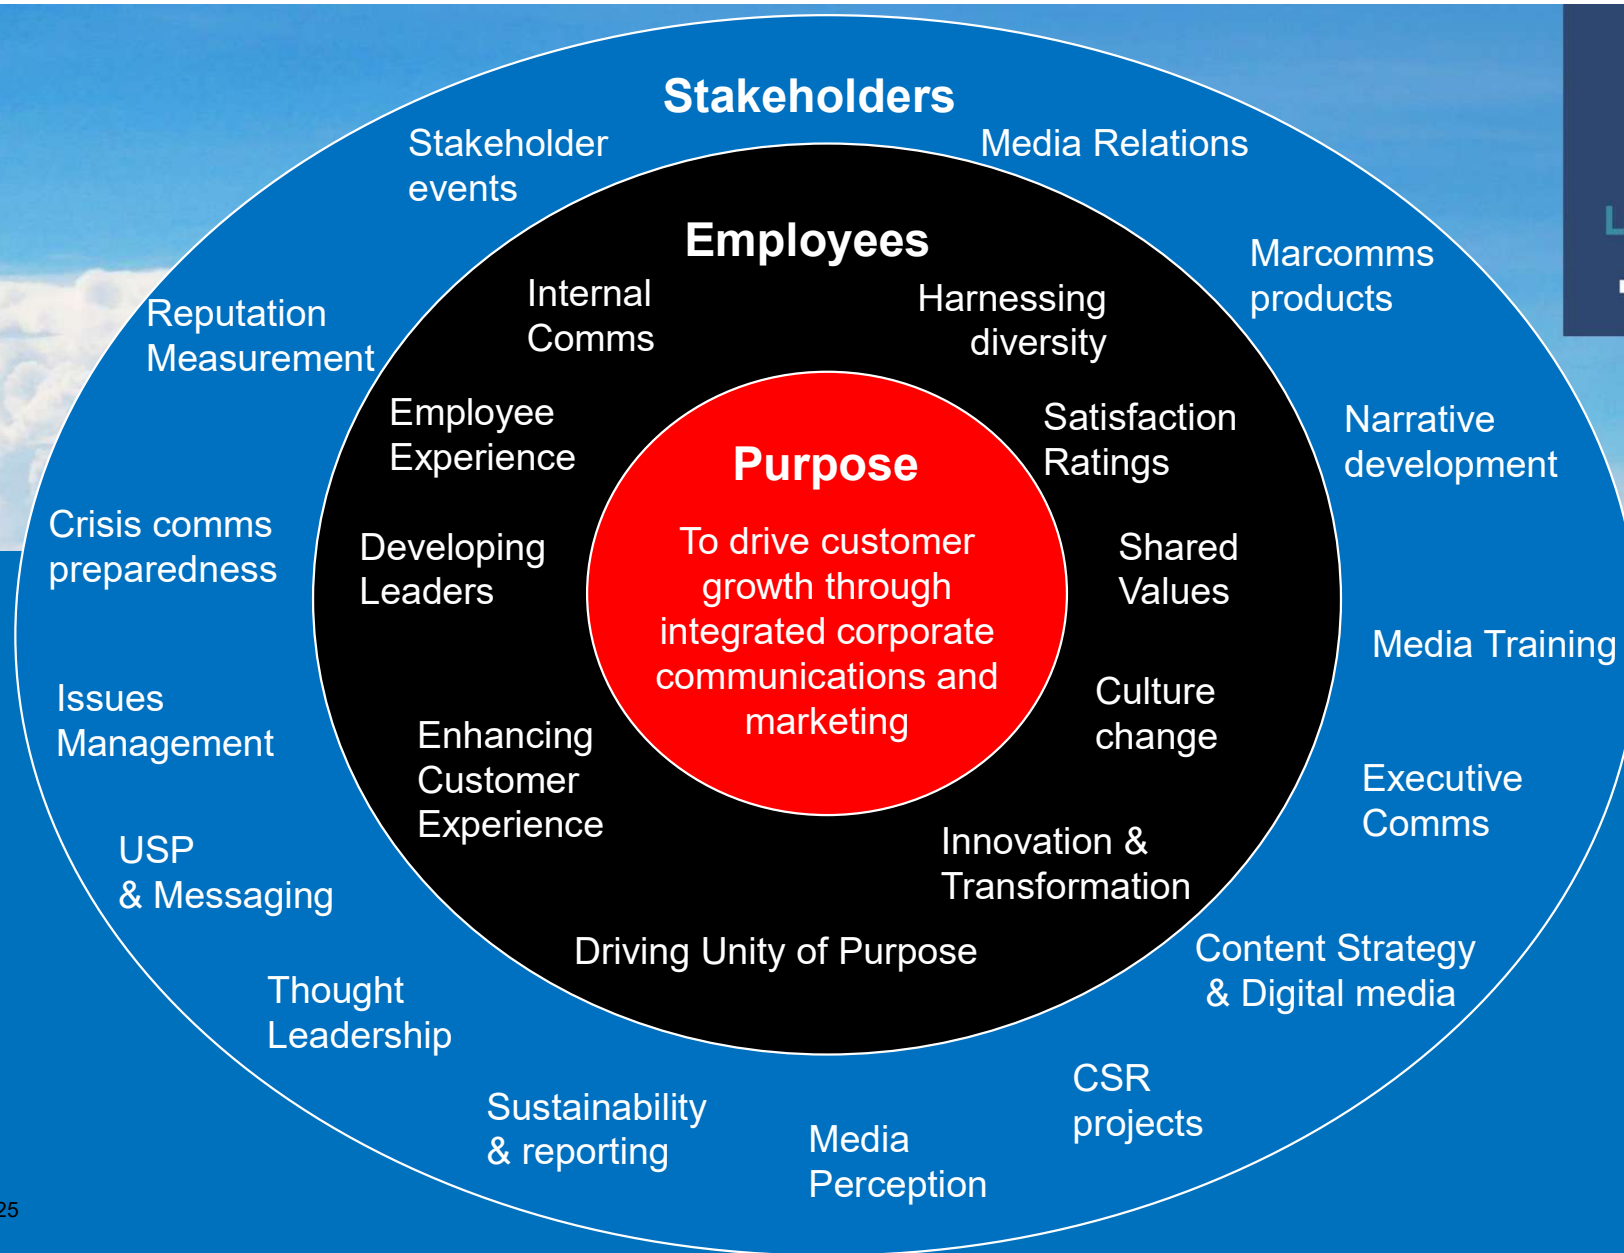 Stakeholders
Stakeholder
events
Media Relations
Marcomms
products
Reputation
Measurement
Narrative
development
Crisis comms
preparedness
Media Training
Issues
Management
Executive
Comms
USP
& Messaging
Content Strategy
& Digital media
Thought
Leadership
CSR
projects
Sustainability
& reporting
Media
Perception
Employees
Internal
Comms
Harnessing
diversity
Employee
Experience
Satisfaction
Ratings
Developing
Leaders
Shared
Values
Culture
change
Enhancing
Customer
Experience
Innovation &
Transformation
Driving Unity of Purpose
Purpose
To drive customer
growth through
integrated corporate
communications and
marketing
25